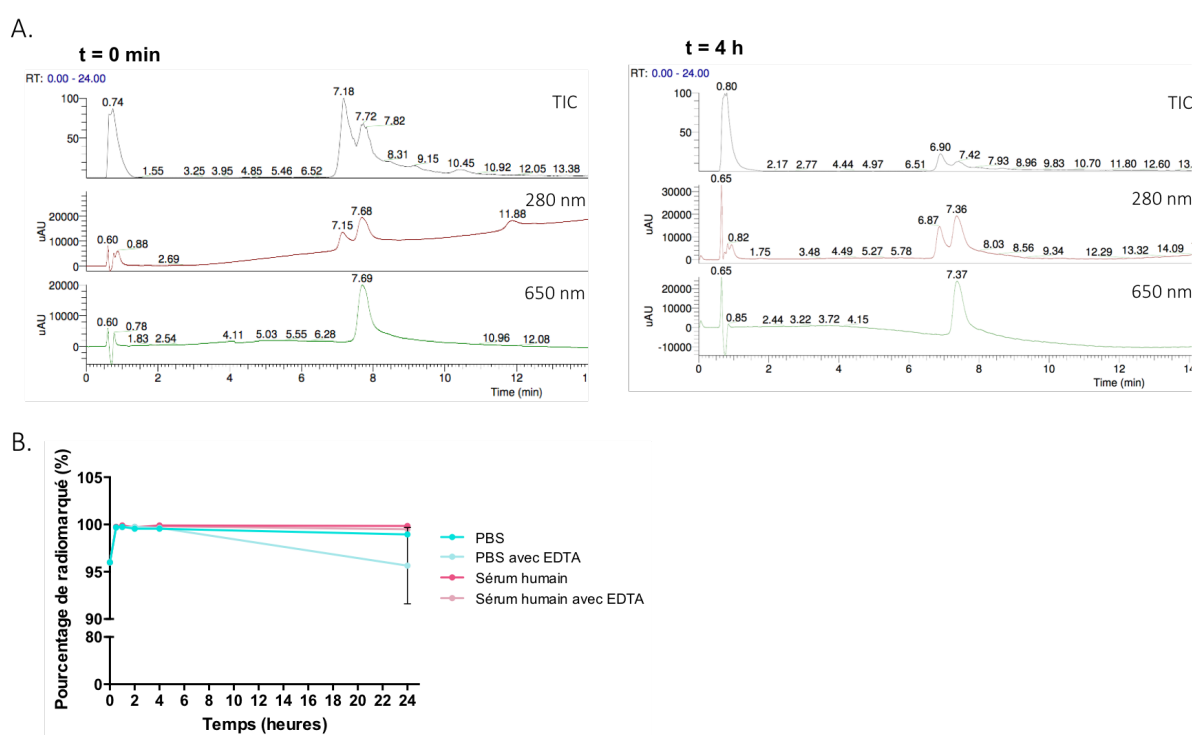 A.
t = 0 min
RT: 0.00 - 24.00
TIC
100
50
0.74
1.55
3.25 3.95 4.85 5.46 6.52
7.18
7.72
7.82
8.31
9.15
10.45
10.92
12.05 13.38
280 nm
uAU
20000
10000
0
0.60
0.88
2.69
7.15
7.68
11.88
650 nm
uAU
20000
10000
0
0.60
0.78
1.83 2.54
4.11
5.03 5.55 6.28
7.69
10.96 12.08
0 2 4 6 8 10 12
Time (min)
t = 4 h
RT: 0.00 - 24.00
TIC
100
50
0
0.80
2.17 2.77 4.44 4.97 6.51
6.90
7.42
7.93 8.96 9.83 10.70 11.80 12.60 13.
280 nm
uAU
30000
20000
10000
0
0.65
0.82
1.75
3.48 4.49 5.27 5.78
6.87
7.36
8.03
8.56 9.34
12.29 13.32 14.09
650 nm
uAU
20000
10000
0
-10000
0.65
0.85
2.44 3.22 3.72 4.15
7.37
0 2 4 6 8 10 12 14
Time (min)
B.
Pourcentage de radiomarqué (%)
105
100
95
90
80
0
0 2 4 6 8 10 12 14 16 18 20 22 24
Temps (heures)
PBS
PBS avec EDTA
Sérum humain
Sérum humain avec EDTA